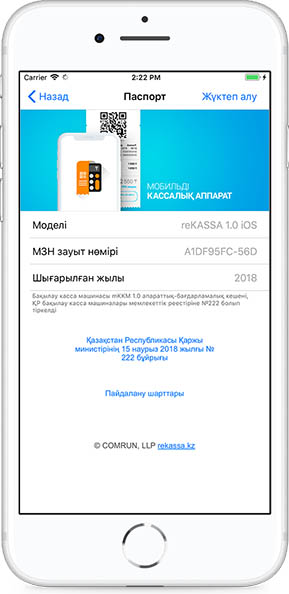 Carrier 2:22 PM
Назад Паспорт Жүктеп алу
МОБИЛЬДІ
КАССАЛЫҚ АППАРАТ
Моделі reKASSA 1.0 iOS
МЗН зауыт нөмірі A1DF95FC-56D
Шығарылған жылы 2018
Бақылау касса машинасы mKKM 1.0 аппараттық-бағдарламалық кешені,
ҚР бақылау касса машиналары мемлекеттік реестріне №222 болып
тіркелді
Қазақстан Республикасы Қаржы
министірінің 15 наурыз 2018 жылғы №
222 бұйрығы
Пайдалану шарттары
© COMRUN, LLP rekassa.kz